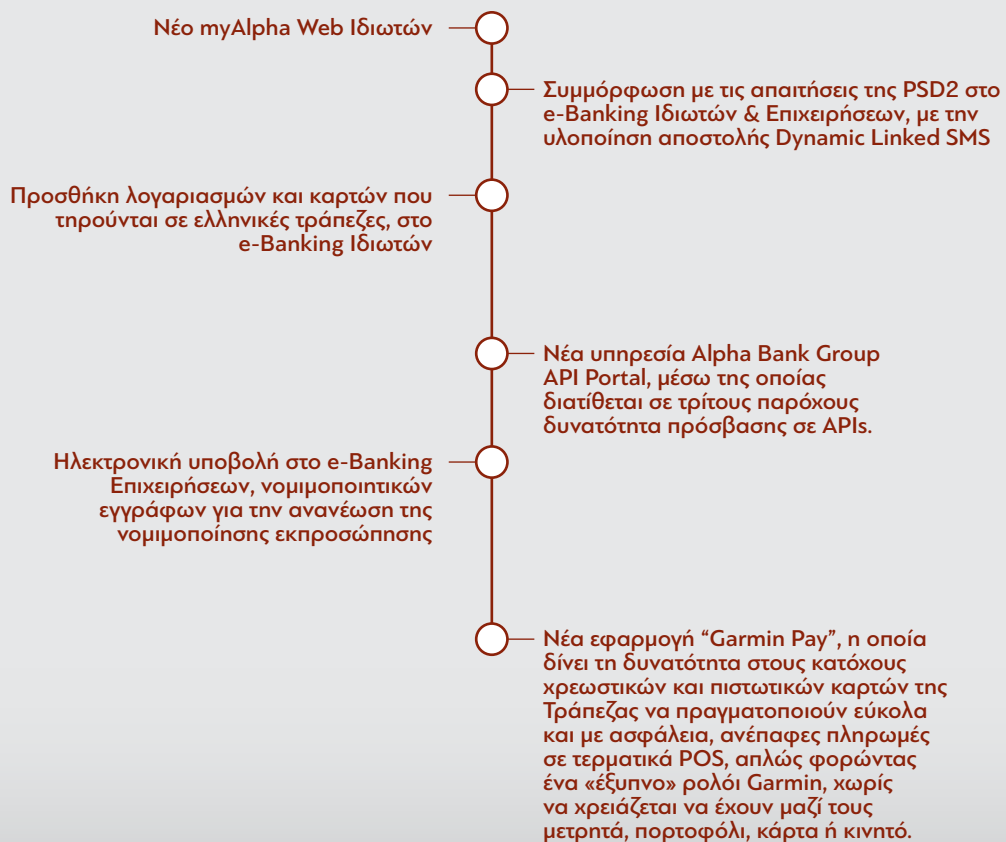 Νέο myAlpha Web Ιδιωτών
Συμμόρφωση με τις απαιτήσεις της PSD2 στο
e-Banking Ιδιωτών & Επιχειρήσεων, με την
υλοποίηση αποστολής Dynamic Linked SMS
Προσθήκη λογαριασμών και καρτών που
τηρούνται σε ελληνικές τράπεζες, στο
e-Banking Ιδιωτών
Νέα υπηρεσία Alpha Bank Group
API Portal, μέσω της οποίας
διατίθεται σε τρίτους παρόχους
δυνατότητα πρόσβασης σε APIs.
Ηλεκτρονική υποβολή στο e-Banking
Επιχειρήσεων, νομιμοποιητικών
εγγράφων για την ανανέωση της
νομιμοποίησης εκπροσώπησης
Νέα εφαρμογή “Garmin Pay”, η οποία
δίνει τη δυνατότητα στους κατόχους
χρεωστικών και πιστωτικών καρτών της
Τράπεζας να πραγματοποιούν εύκολα
και με ασφάλεια, ανέπαφες πληρωμές
σε τερματικά POS, απλώς φορώντας
ένα «έξυπνο» ρολόι Garmin, χωρίς
να χρειάζεται να έχουν μαζί τους
μετρητά, πορτοφόλι, κάρτα ή κινητό.